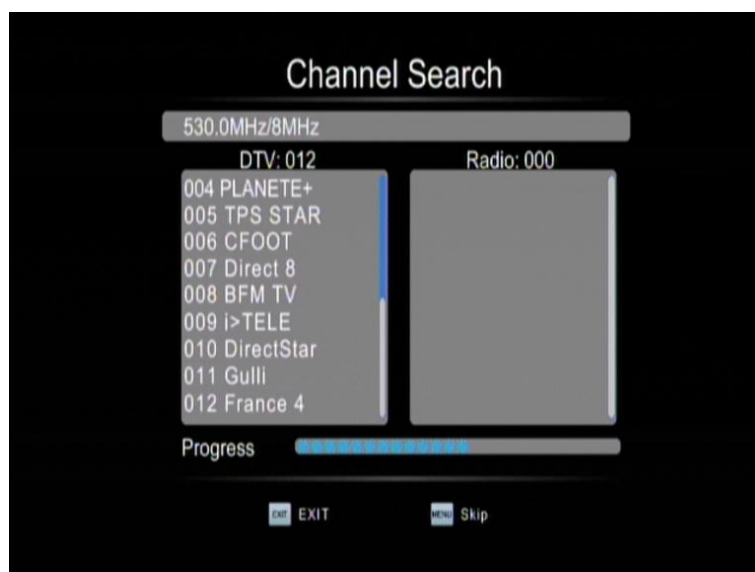 Channel Search
530.0MHz/8MHz
DTV: 012
Radio: 000
004 PLANETE+
005 TPS STAR
006 CFOOT
007 Direct 8
008 BFM TV
009 i>TELE
010 DirectStar
011 Gulli
012 France 4
Progress
EXIT EXIT
MENU Skip